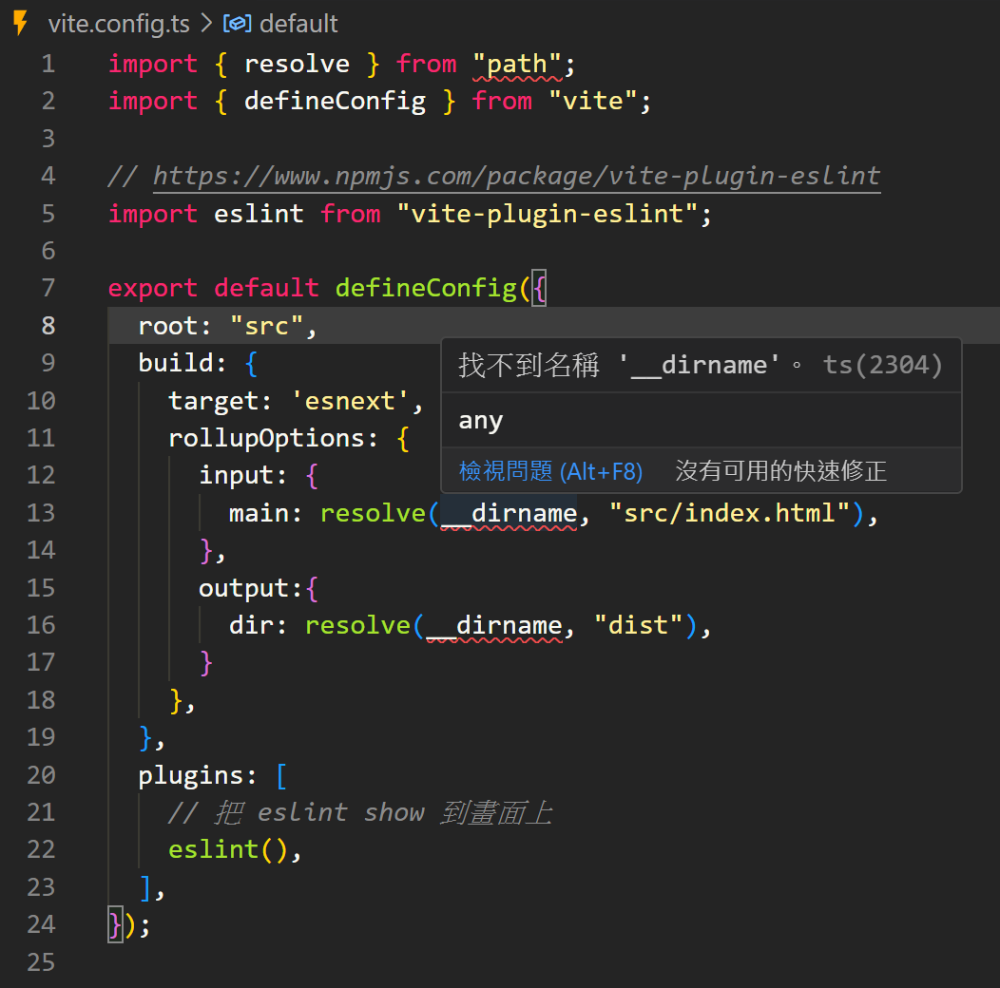 vite.config.ts > default
1 import { resolve } from "path";
2 import { defineConfig } from "vite";
3
4 // https://www.npmjs.com/package/vite-plugin-eslint
5 import eslint from "vite-plugin-eslint";
6
7 export default defineConfig({
8 root: "src",
9 build: {
找不到名稱 '__dirname'。 ts(2304)
10 target: 'esnext',
any
11 rollupOptions: {
12 input: {
檢視問題 (Alt+F8) 沒有可用的快速修正
13 main: resolve(__dirname, "src/index.html"),
14 },
15 output:{
16 dir: resolve(__dirname, "dist"),
17 }
18 },
19 },
20 plugins: [
21 // 把 eslint show 到畫面上
22 eslint(),
23 ],
24 });
25